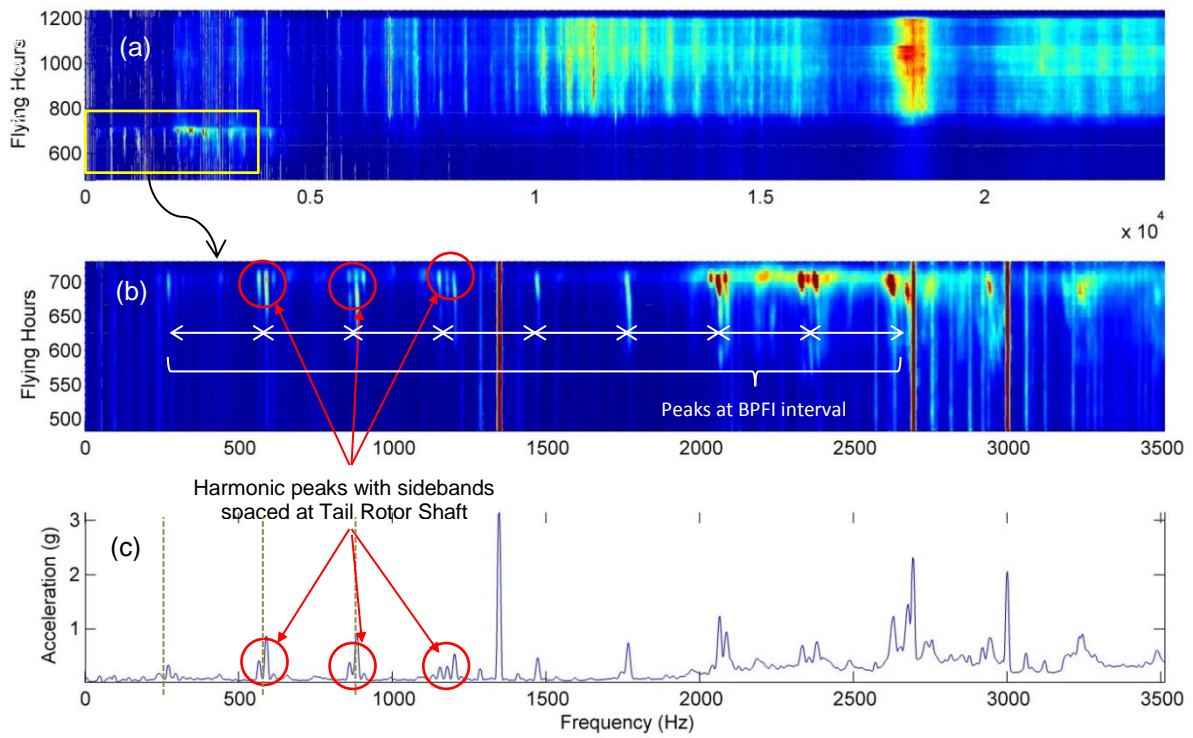 1200
1000
800
600
Flying Hours
(a)
0 0.5 1 1.5 2
x 10⁴
700
650
600
550
500
Flying Hours
(b)
Peaks at BPFI interval
0 500 1000 1500 2000 2500 3000 3500
Harmonic peaks with sidebands
spaced at Tail Rotor Shaft
3
2
1
Acceleration (g)
(c)
0 500 1000 1500 2000 2500 3000 3500
Frequency (Hz)